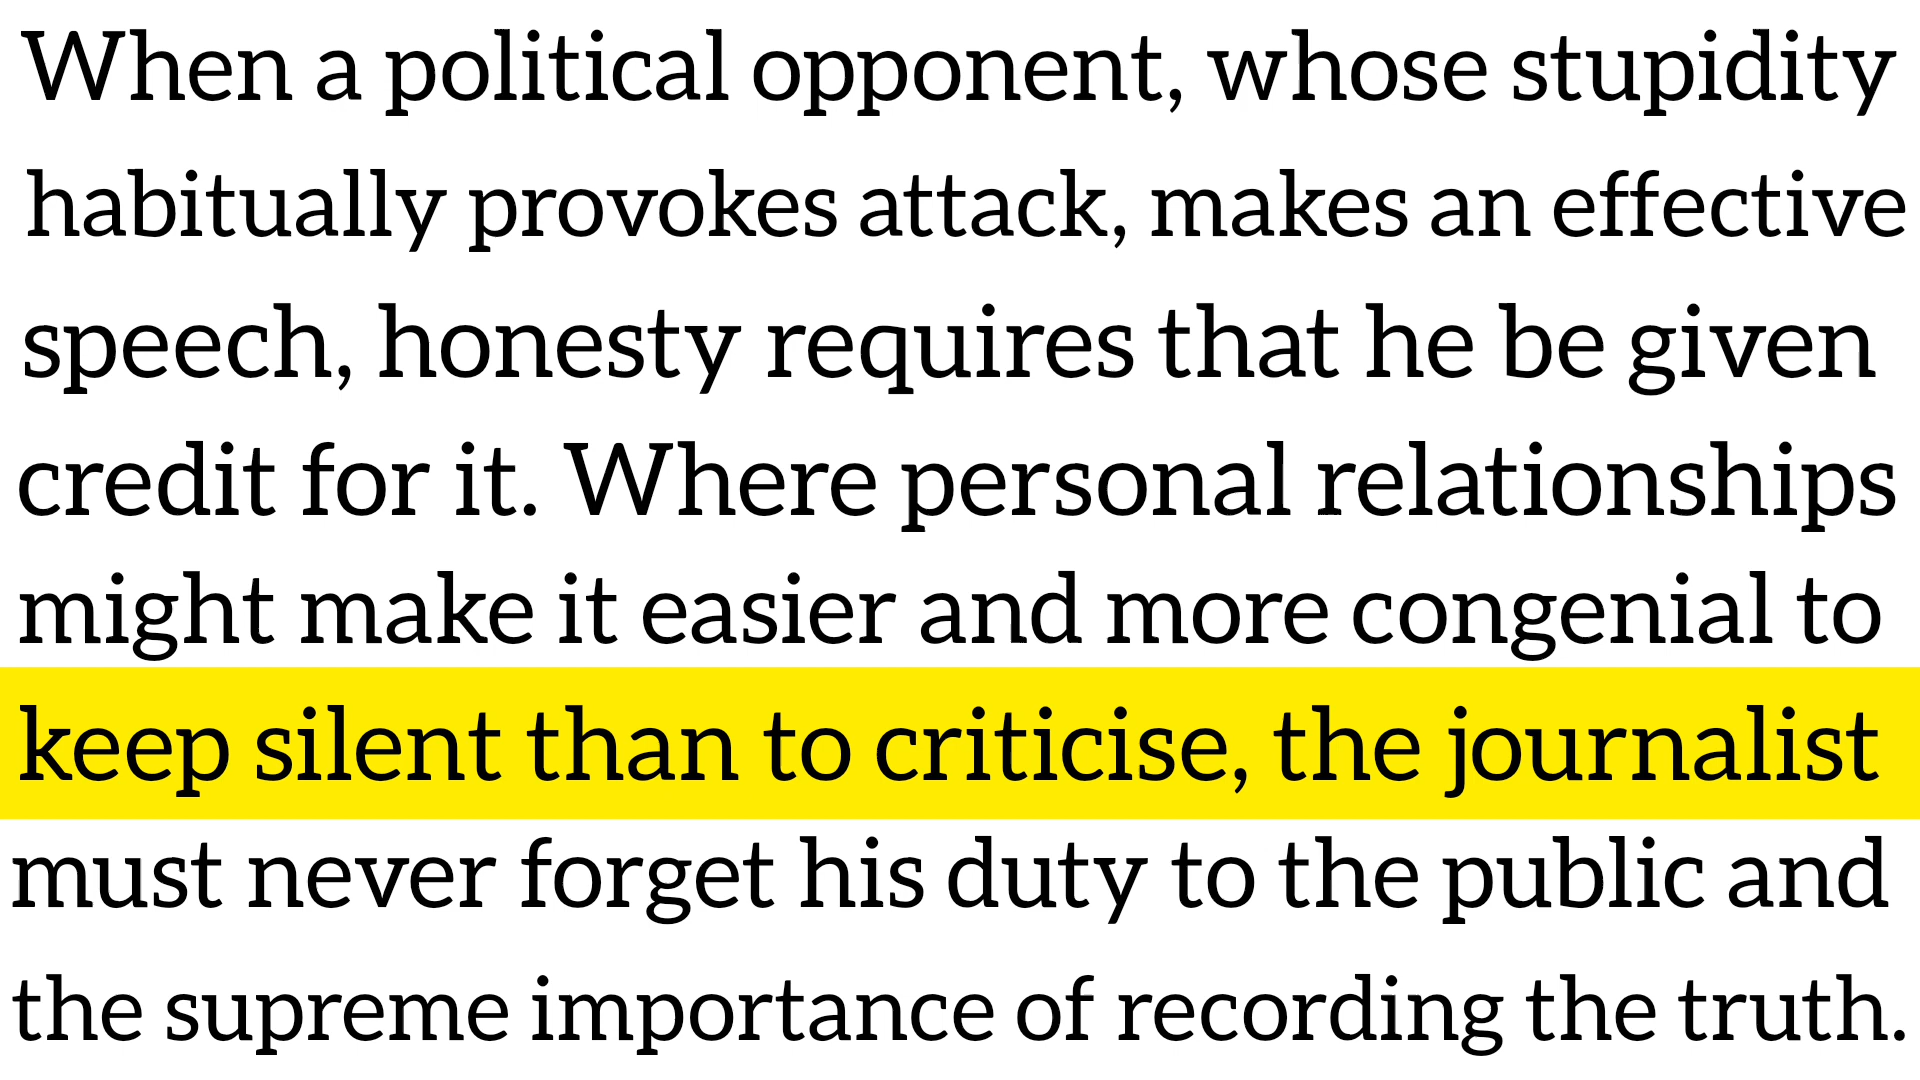 When a political opponent, whose stupidity
habitually provokes attack, makes an effective
speech, honesty requires that he be given
credit for it. Where personal relationships
might make it easier and more congenial to
keep silent than to criticise, the journalist
must never forget his duty to the public and
the supreme importance of recording the truth.